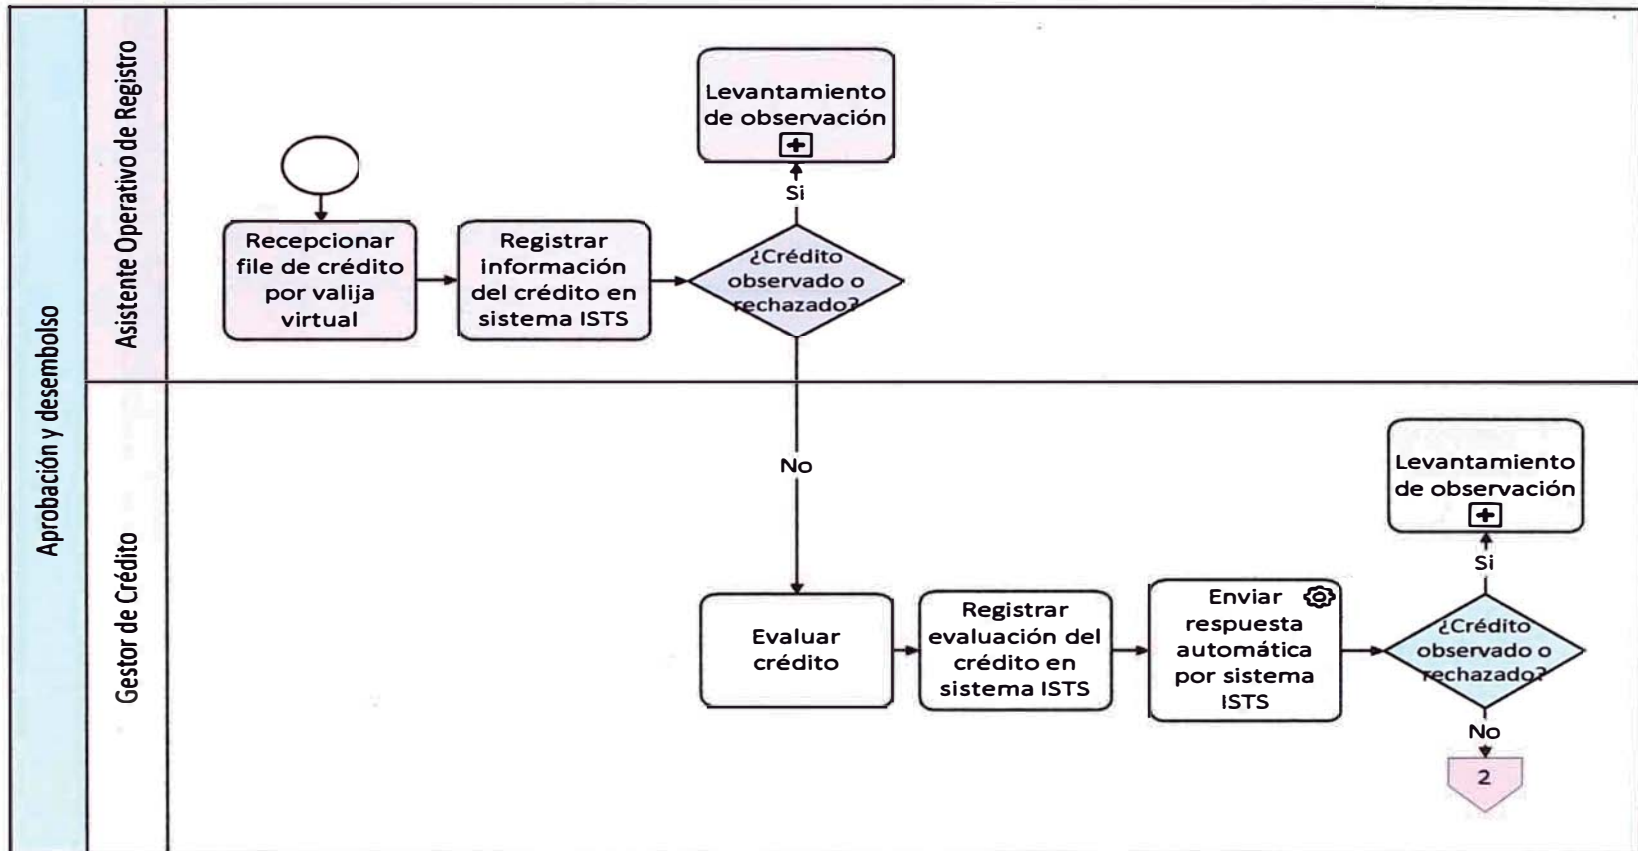 Aprobación y desembolso
Asistente Operativo de Registro
Levantamiento
de observación
Si
Recepcionar
file de crédito
por valija
virtual
Registrar
información
del crédito en
sistema ISTS
¿Crédito
observado o
rechazado?
No
Gestor de Crédito
Evaluar
crédito
Registrar
evaluación del
crédito en
sistema ISTS
Enviar
respuesta
automática
por sistema
ISTS
¿Crédito
observado o
rechazado?
Si
Levantamiento
de observación
No
2